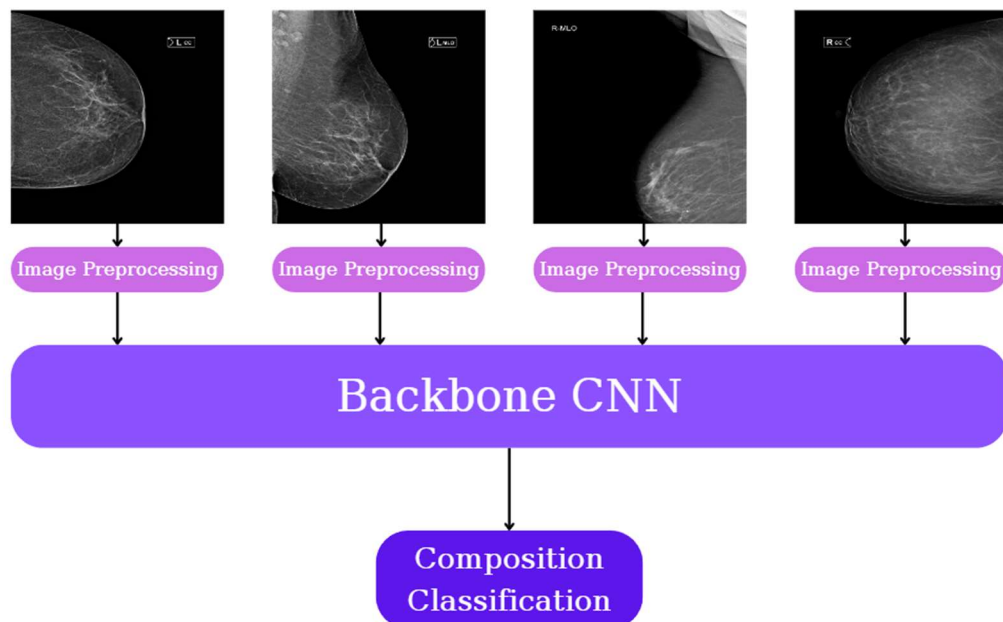 L CC
L MLO
R-MLO
R CC
Image Preprocessing
Image Preprocessing
Image Preprocessing
Image Preprocessing
Backbone CNN
Composition
Classification